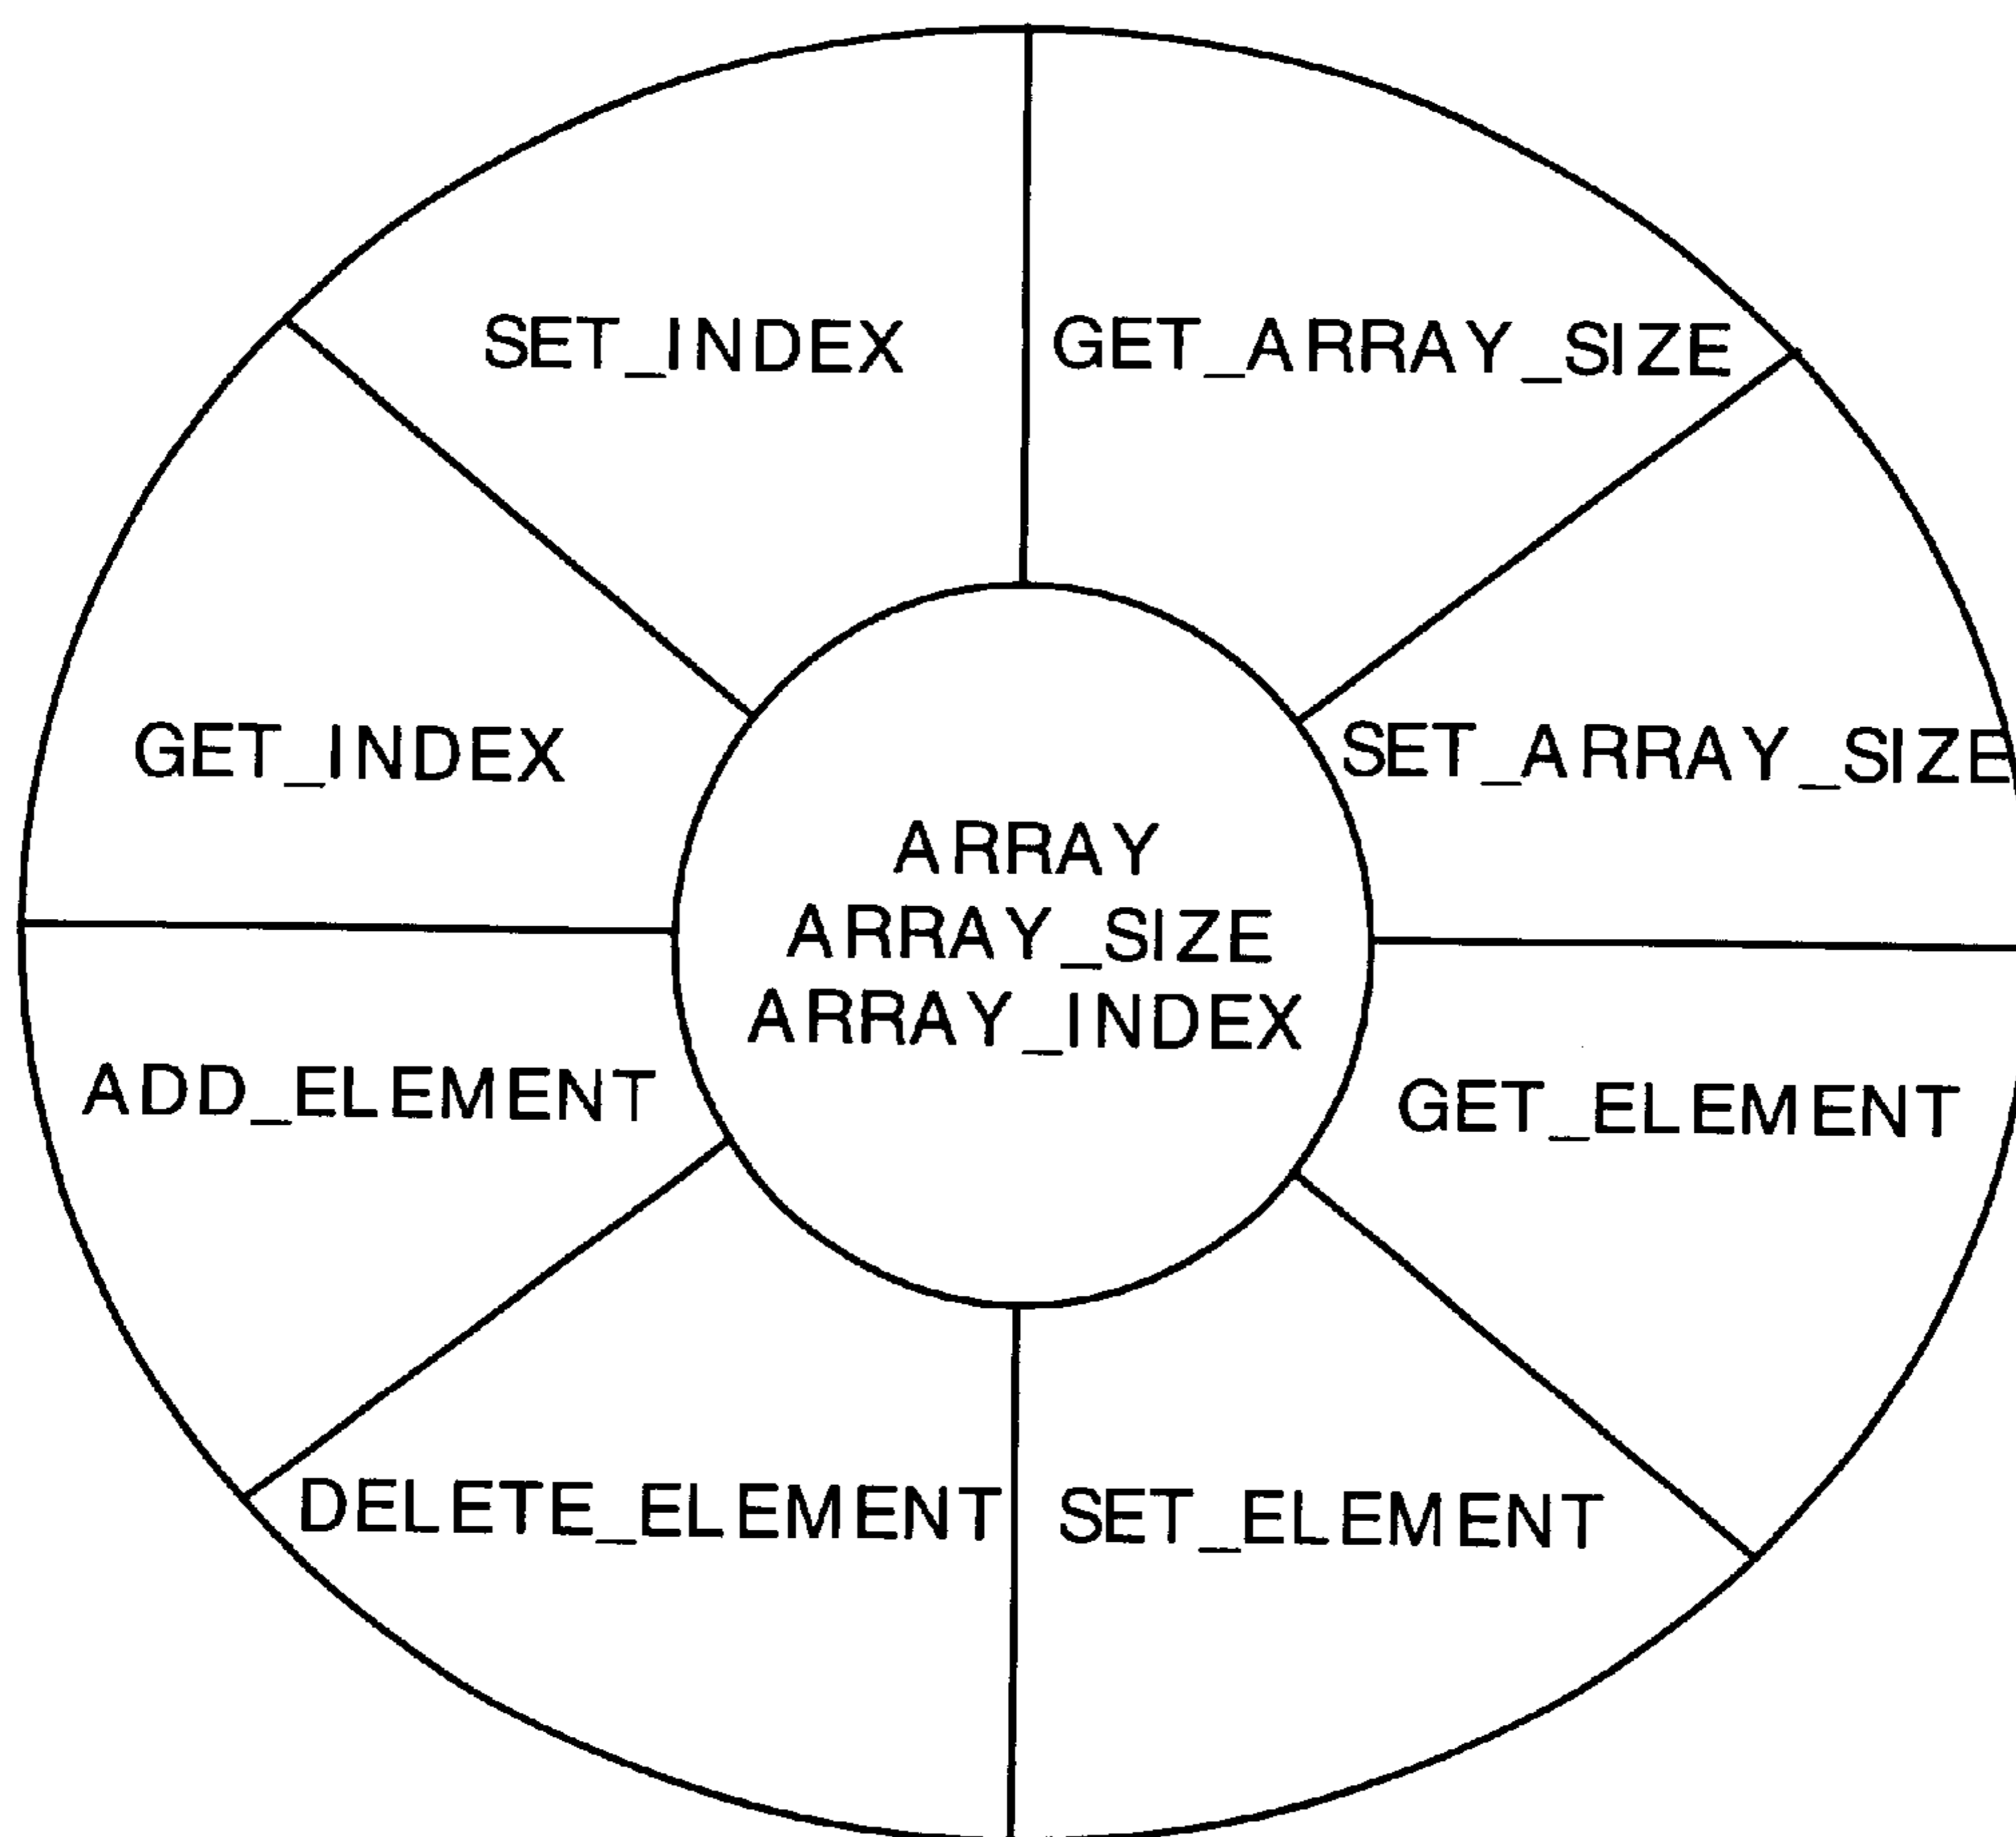 SET_INDEX
GET_ARRAY_SIZE
GET_INDEX
SET_ARRAY_SIZE
ARRAY
ARRAY_SIZE
ARRAY_INDEX
ADD_ELEMENT
GET_ELEMENT
DELETE_ELEMENT
SET_ELEMENT